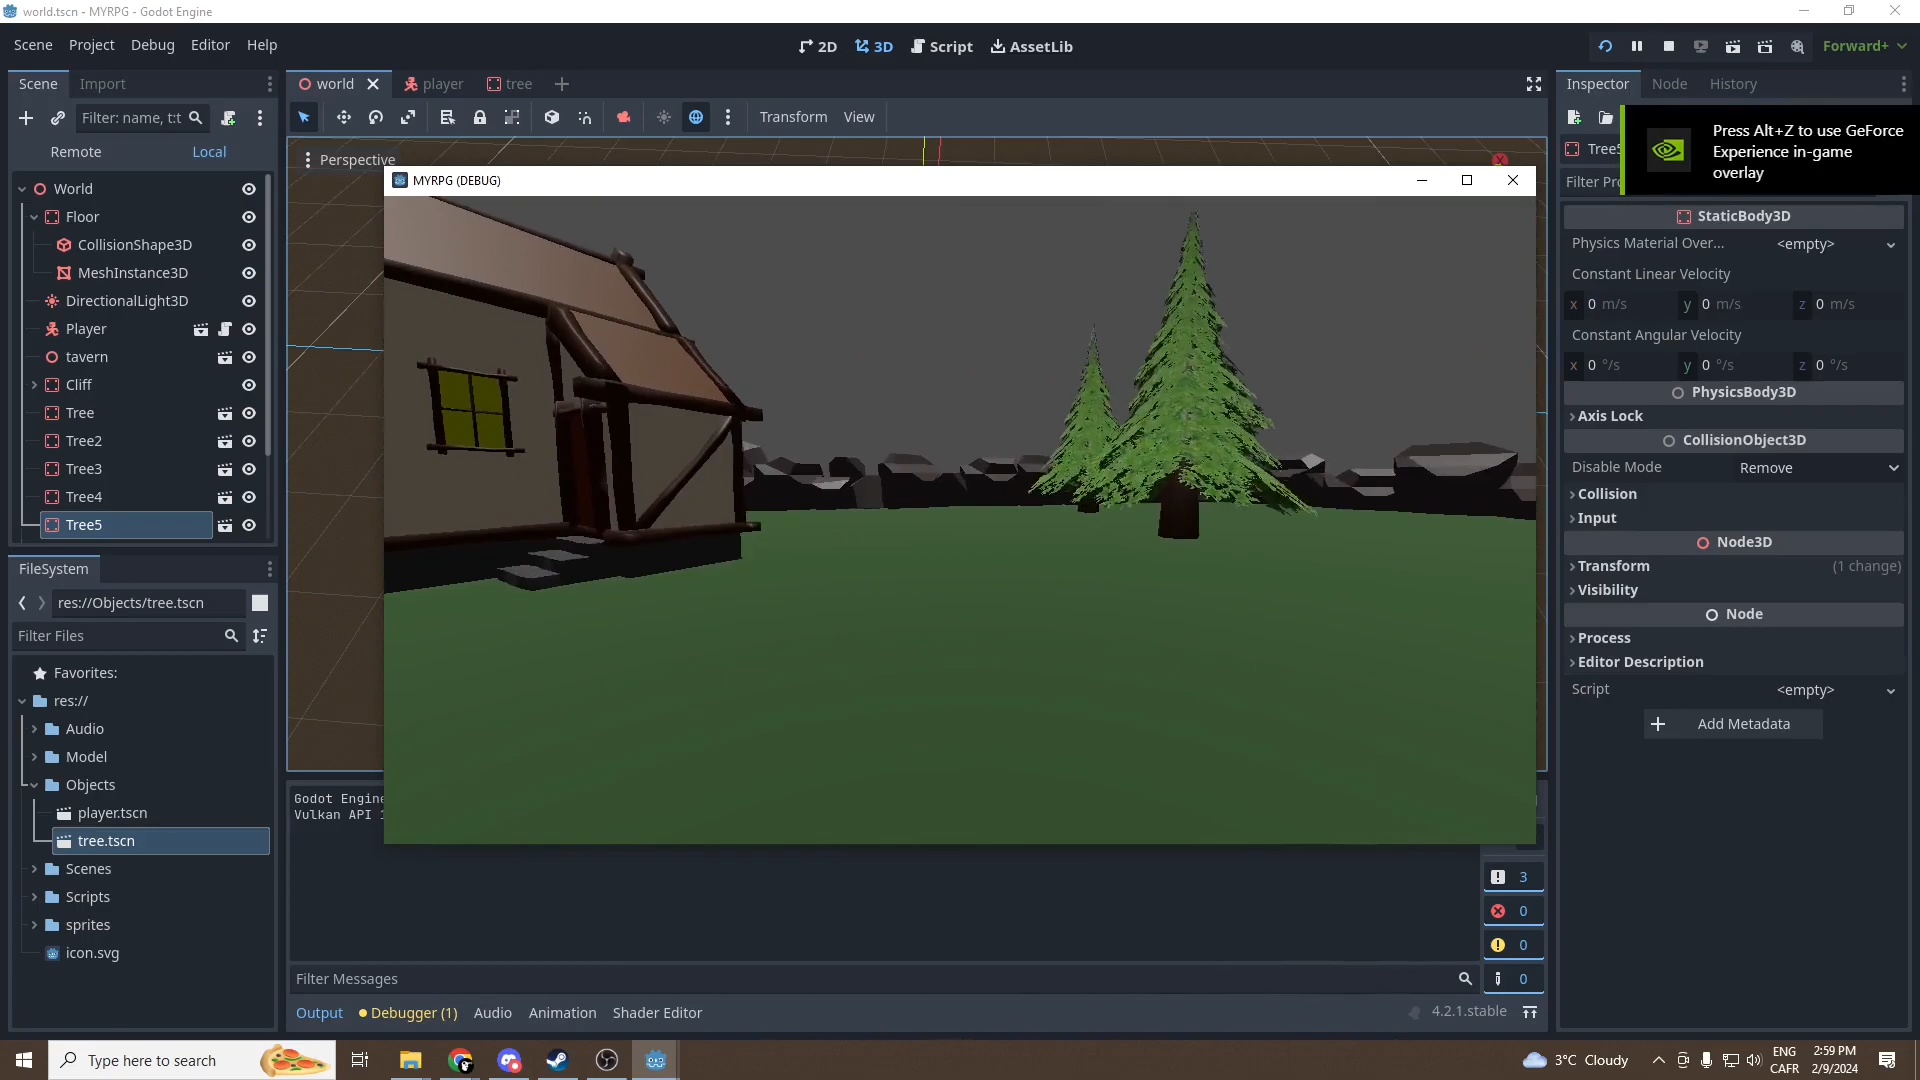 world.tscn - MYRPG - Godot Engine
Scene Project Debug Editor Help
2D 3D Script AssetLib
Forward+
Scene Import
world player tree
Inspector Node History
Filter: name, t:t
Transform View
Remote Local
Perspective
Press Alt+Z to use GeForce
Experience in-game
overlay
Tree5
Filter Pro
MYRPG (DEBUG)
World
Floor
CollisionShape3D
MeshInstance3D
DirectionalLight3D
Player
tavern
Cliff
Tree
Tree2
Tree3
Tree4
Tree5
StaticBody3D
Physics Material Over... <empty>
Constant Linear Velocity
x 0 m/s y 0 m/s z 0 m/s
Constant Angular Velocity
x 0 °/s y 0 °/s z 0 °/s
PhysicsBody3D
Axis Lock
CollisionObject3D
Disable Mode Remove
Collision
Input
Node3D
Transform (1 change)
Visibility
Node
Process
Editor Description
Script <empty>
Add Metadata
FileSystem
res://Objects/tree.tscn
Filter Files
Favorites:
res://
Audio
Model
Objects
player.tscn
tree.tscn
Scenes
Scripts
sprites
icon.svg
Godot Engine
Vulkan API
3
0
0
0
Filter Messages
Output Debugger (1) Audio Animation Shader Editor
4.2.1.stable
Type here to search
3°C Cloudy
ENG
CAFR
2:59 PM
2/9/2024